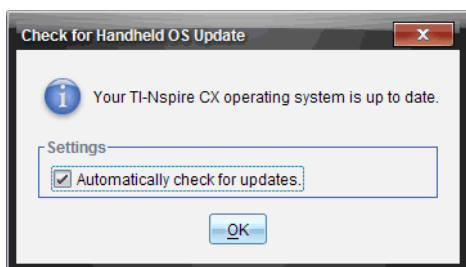 Check for Handheld OS Update
Your TI-Nspire CX operating system is up to date.
Settings
Automatically check for updates.
OK